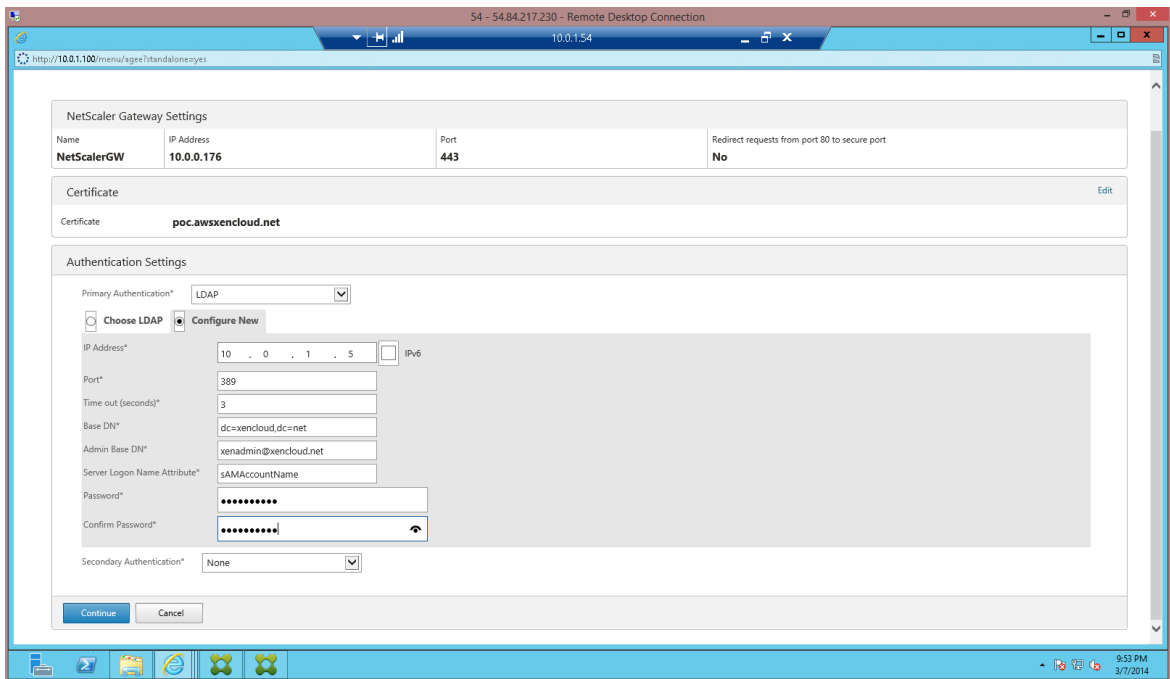 54 - 54.84.217.230 - Remote Desktop Connection
10.0.1.54
http://10.0.1.100/menu/agee?standalone=yes
NetScaler Gateway Settings
Name IP Address Port Redirect requests from port 80 to secure port
NetScalerGW 10.0.0.176 443 No
Certificate Edit
Certificate poc.awsxencloud.net
Authentication Settings
Primary Authentication* LDAP
Choose LDAP Configure New
IP Address* 10 . 0 . 1 . 5 IPv6
Port* 389
Time out (seconds)* 3
Base DN* dc=xencloud,dc=net
Admin Base DN* xenadmin@xencloud.net
Server Logon Name Attribute* sAMAccountName
Password* ●●●●●●●●●●
Confirm Password* ●●●●●●●●●●
Secondary Authentication* None
Continue Cancel
9:53 PM
3/7/2014